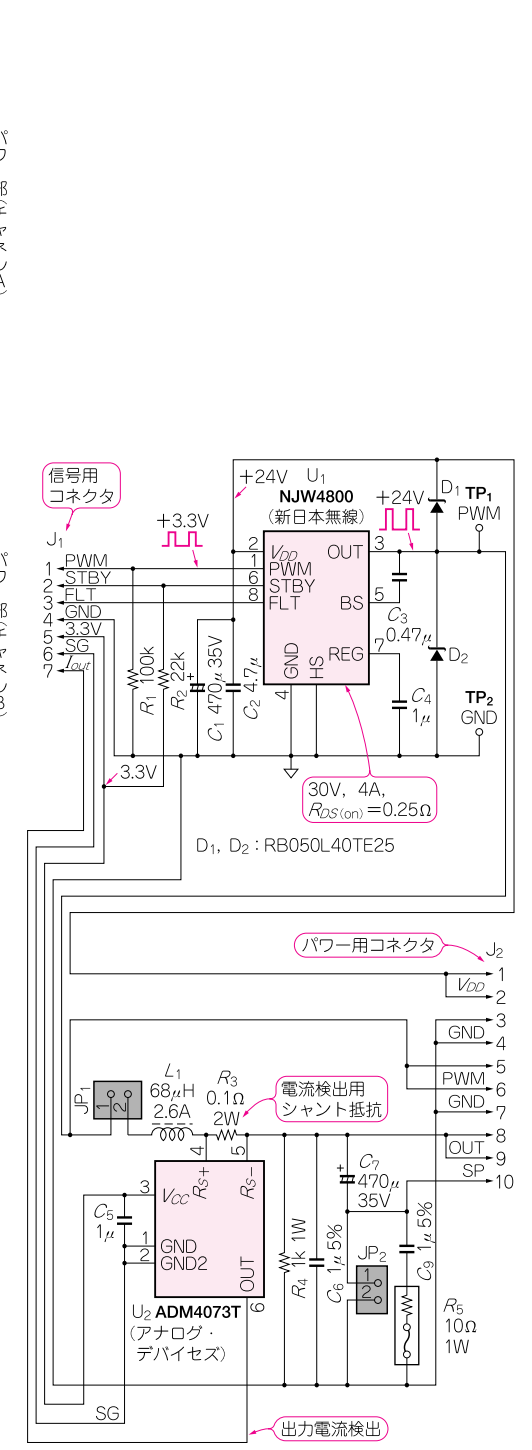 信号用
コネクタ
+24V
U1
NJW4800
(新日本無線)
+24V
D1
TP1
PWM
+3.3V
J1
1 PWM
2 STBY
3 FLT
4 GND
5 3.3V
6 SG
7 Iout
2 VDD
1 PWM
6 STBY
8 FLT
OUT 3
BS 5
REG 7
GND 4
HS
C3
0.47μ
D2
R1 100k
R2 22k
C1 470μ 35V
C2 4.7μ
C4
1μ
TP2
GND
3.3V
30V, 4A,
RDS(on)=0.25Ω
D1, D2:RB050L40TE25
パワー用コネクタ
J2
1
VDD
2
3
GND 4
5
PWM 6
GND 7
8
OUT 9
SP 10
JP1
1 2
L1
68μH
2.6A
R3
0.1Ω
2W
電流検出用
シャント抵抗
4 RS+
5 RS-
3 VCC
1 GND
2 GND2
OUT 6
C5
1μ
U2 ADM4073T
(アナログ・
デバイセズ)
R4 1k 1W
C6 1μ 5%
C7
470μ
35V
JP2
1
2
C9 1μ 5%
R5
10Ω
1W
SG
出力電流検出